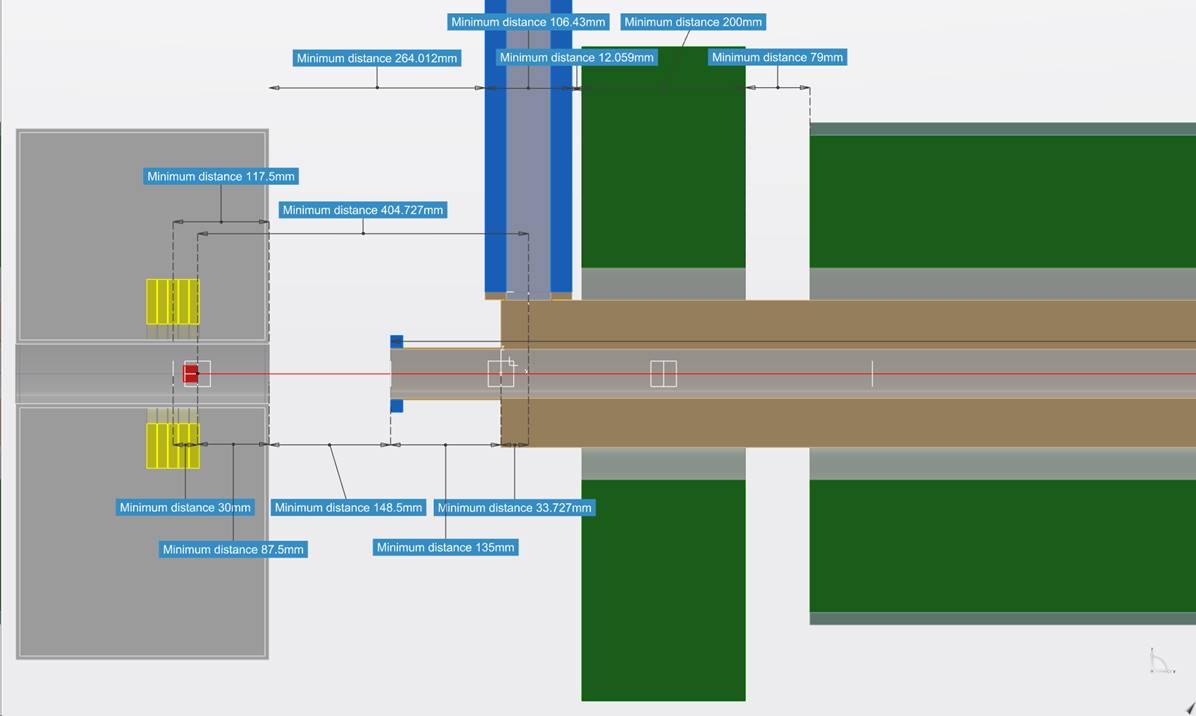 Minimum distance 106.43mm
Minimum distance 200mm
Minimum distance 264.012mm
Minimum distance 12.059mm
Minimum distance 79mm
Minimum distance 117.5mm
Minimum distance 404.727mm
Minimum distance 30mm
Minimum distance 148.5mm
Minimum distance 33.727mm
Minimum distance 87.5mm
Minimum distance 135mm